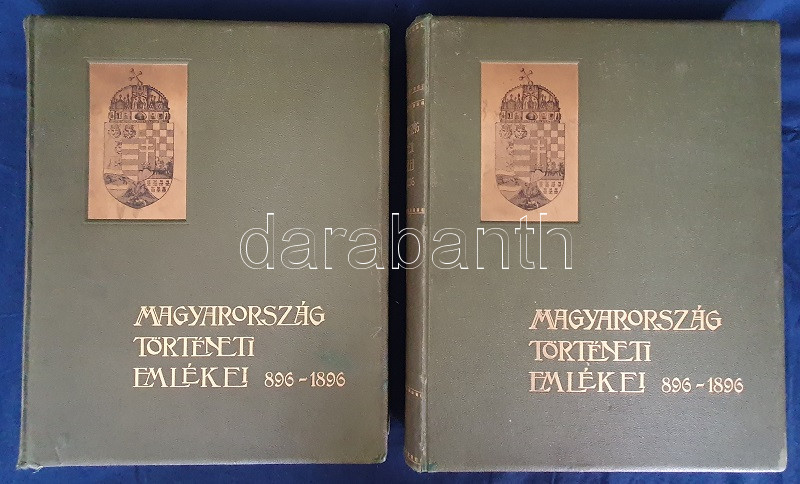 MAGYARORSZÁG
TÖRTÉNETI
EMLÉKEI 896-1896
MAGYARORSZÁG
TÖRTÉNETI
EMLÉKEI 896-1896
darabanth